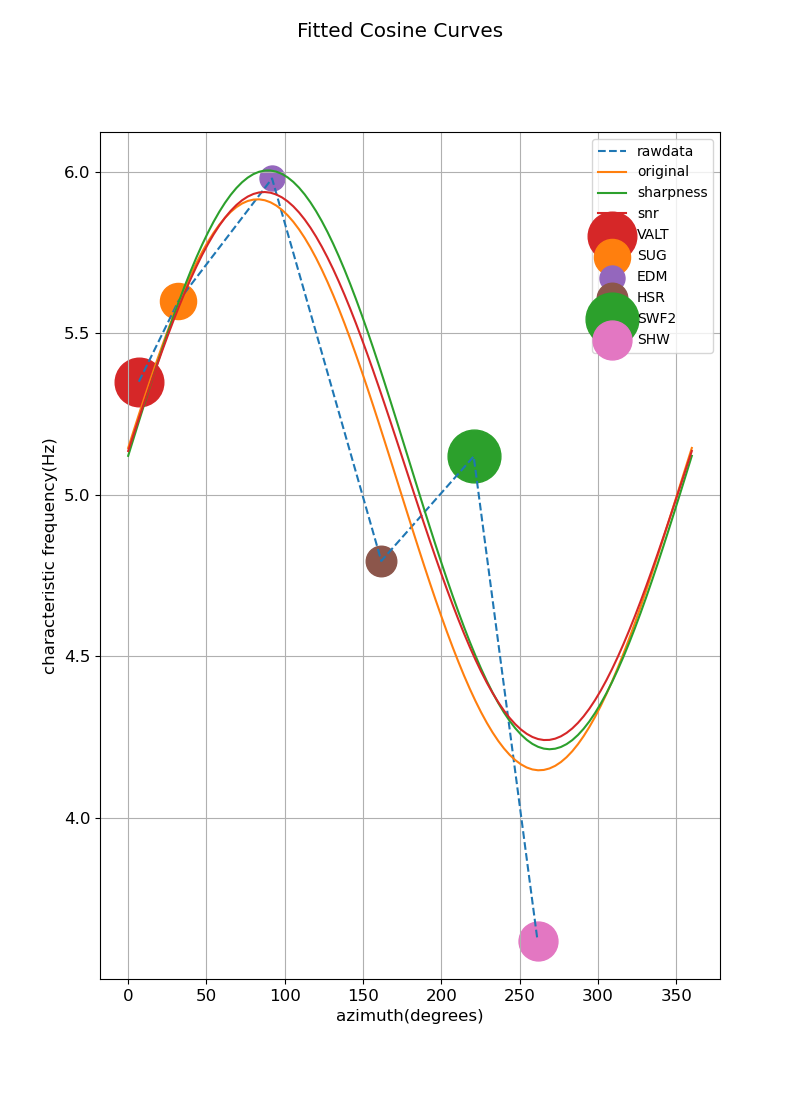 Fitted Cosine Curves
rawdata
original
sharpness
snr
VALT
SUG
EDM
HSR
SWF2
SHW
6.0
5.5
5.0
4.5
4.0
characteristic frequency(Hz)
0 50 100 150 200 250 300 350
azimuth(degrees)